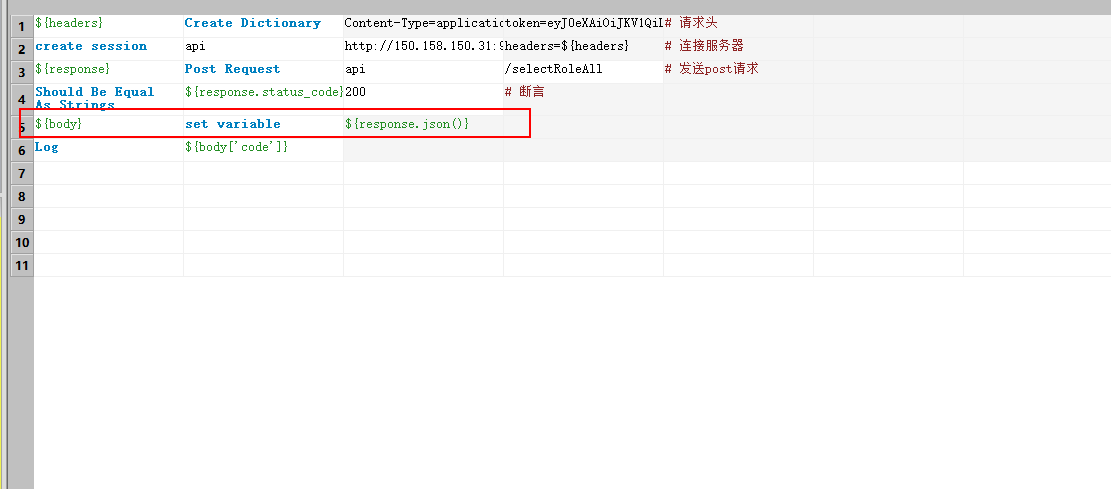 1 ${headers} Create Dictionary Content-Type=applicatio token=eyJ0eXAiOiJKV1QiL # 请求头
2 create session api http://150.158.150.31:9 headers=${headers} # 连接服务器
3 ${response} Post Request api /selectRoleAll # 发送post请求
4 Should Be Equal As Strings ${response.status_code} 200 # 断言
5 ${body} set variable ${response.json()}
6 Log ${body['code']}
7
8
9
10
11